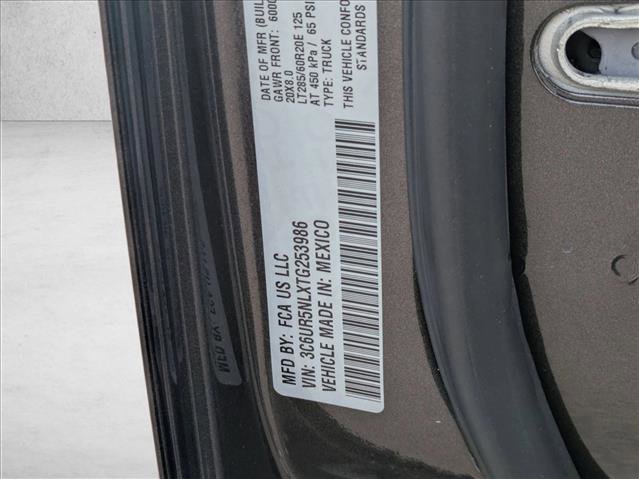 DATE OF MFR (BUIL
GAWR FRONT: 600
20X8.0
LT285/60R20E 125
AT 450 kPa / 65 PSI
TYPE: TRUCK
THIS VEHICLE CONFO
STANDARDS
MFD BY: FCA US LLC
VIN: 3C6UR5NLXTG253986
VEHICLE MADE IN: MEXICO